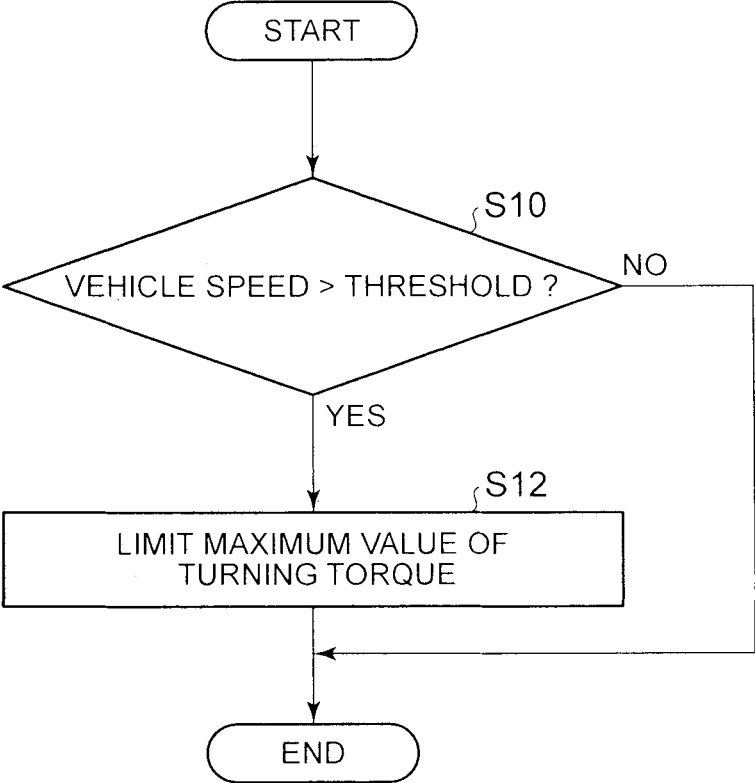 START
S10
VEHICLE SPEED > THRESHOLD ?
NO
YES
S12
LIMIT MAXIMUM VALUE OF
TURNING TORQUE
END